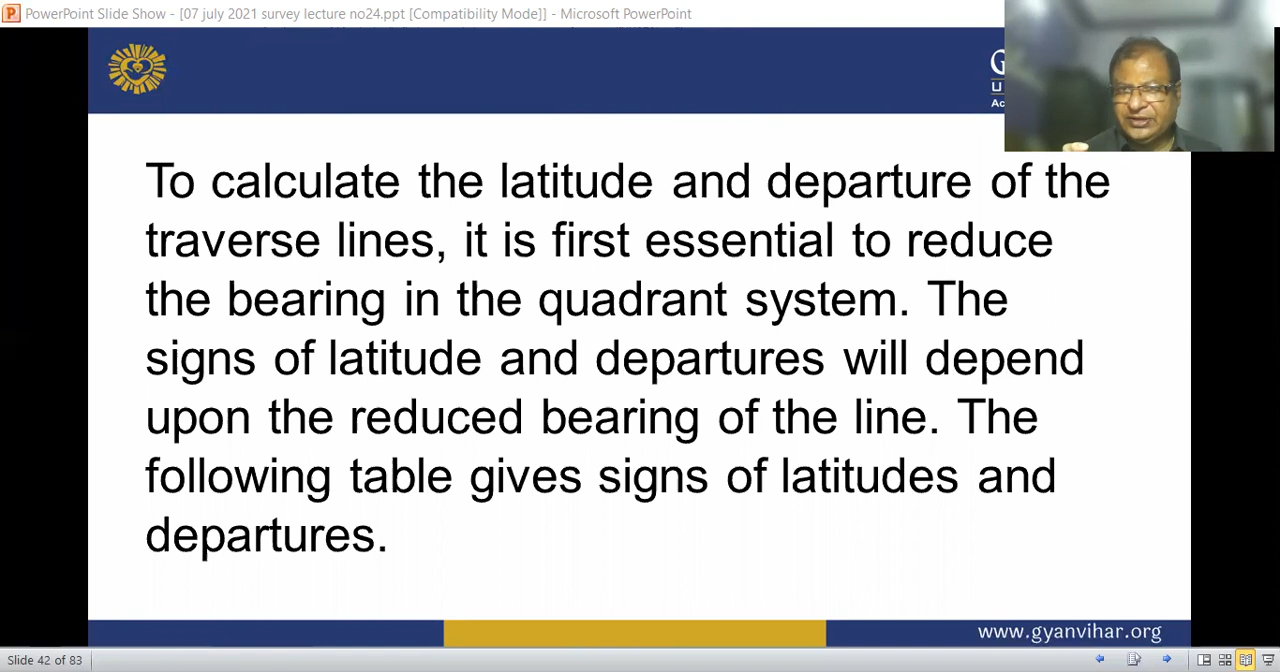 PowerPoint Slide Show - [07 july 2021 survey lecture no24.ppt [Compatibility Mode]] - Microsoft PowerPoint
G
U
Ac
To calculate the latitude and departure of the
traverse lines, it is first essential to reduce
the bearing in the quadrant system. The
signs of latitude and departures will depend
upon the reduced bearing of the line. The
following table gives signs of latitudes and
departures.
www.gyanvihar.org
Slide 42 of 83